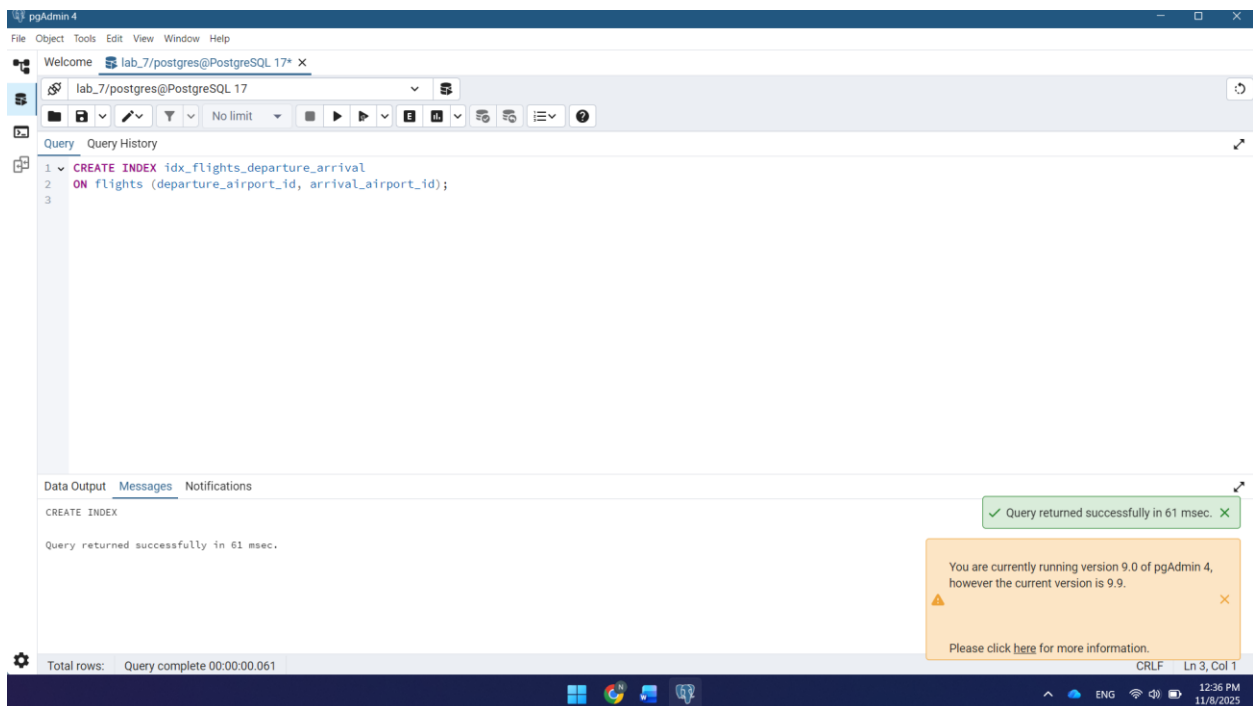 pgAdmin 4
File Object Tools Edit View Window Help
Welcome lab_7/postgres@PostgreSQL 17*
lab_7/postgres@PostgreSQL 17
No limit
E
Query Query History
1 CREATE INDEX idx_flights_departure_arrival
2 ON flights (departure_airport_id, arrival_airport_id);
3
Data Output Messages Notifications
CREATE INDEX
Query returned successfully in 61 msec.
Query returned successfully in 61 msec.
You are currently running version 9.0 of pgAdmin 4,
however the current version is 9.9.
Please click here for more information.
Total rows: Query complete 00:00:00.061
CRLF Ln 3, Col 1
ENG
12:36 PM
11/8/2025